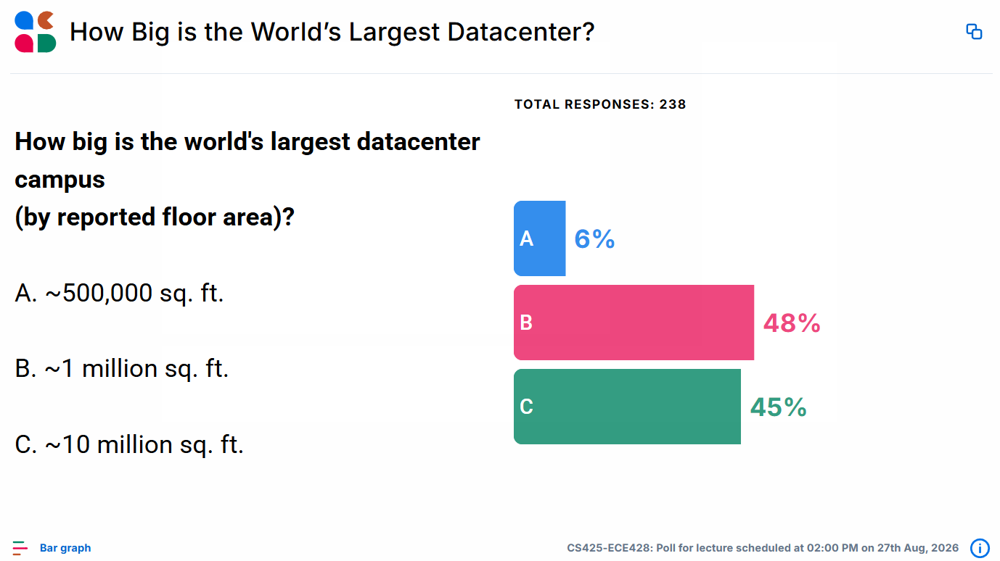 How Big is the World’s Largest Datacenter?
TOTAL RESPONSES: 238
How big is the world's largest datacenter
campus
(by reported floor area)?
A. ~500,000 sq. ft.
B. ~1 million sq. ft.
C. ~10 million sq. ft.
A 6%
B 48%
C 45%
Bar graph
CS425-ECE428: Poll for lecture scheduled at 02:00 PM on 27th Aug, 2026